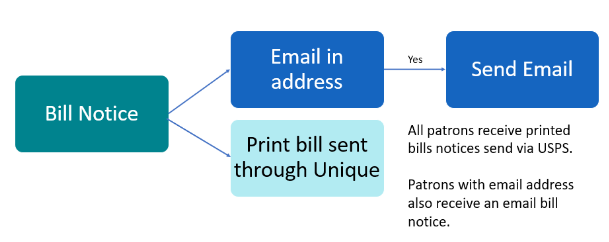 Bill Notice
Email in
address
Yes
Send Email
Print bill sent
through Unique
All patrons receive printed
bills notices send via USPS.
Patrons with email address
also receive an email bill
notice.